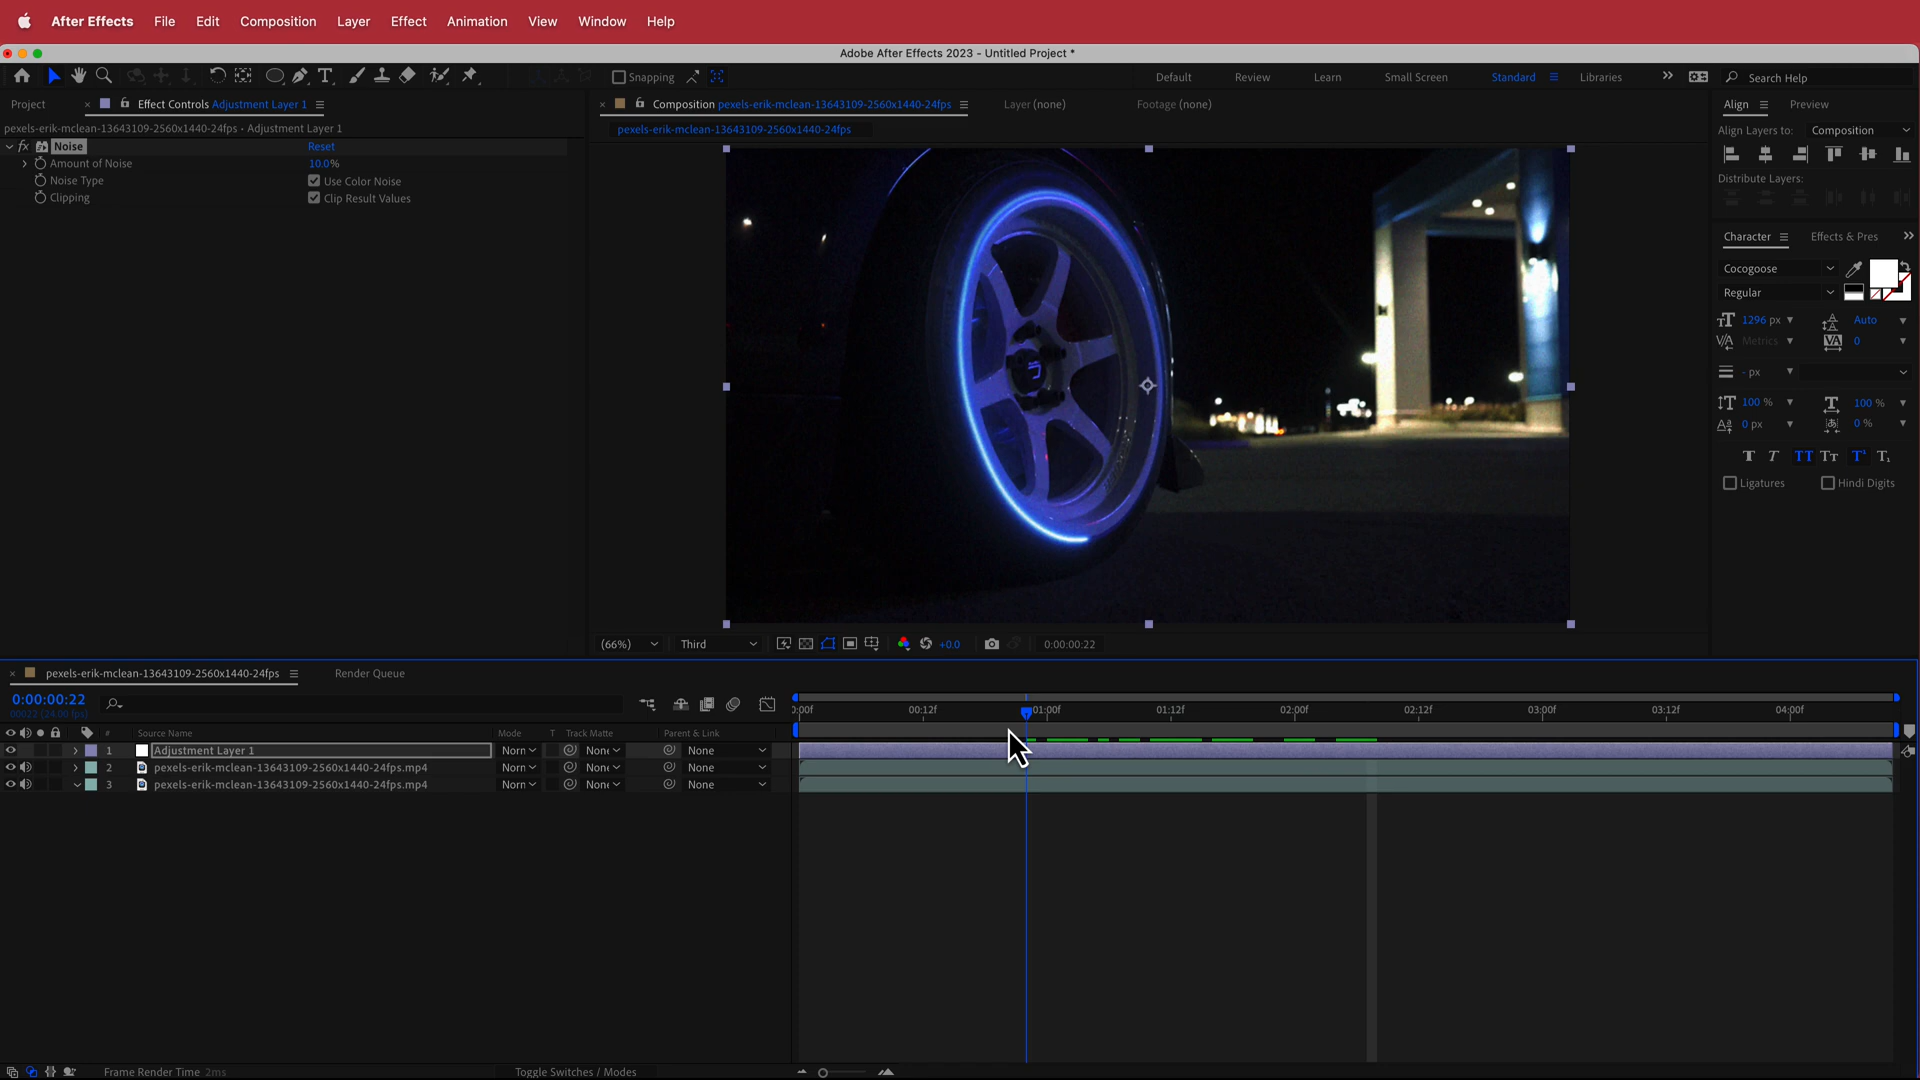 After Effects File Edit Composition Layer Effect Animation View Window Help
Adobe After Effects 2023 - Untitled Project *
Snapping
Default Review Learn Small Screen Standard Libraries
Search Help
Project
Effect Controls Adjustment Layer 1
pexels-erik-mclean-13643109-2560x1440-24fps • Adjustment Layer 1
fx Noise Reset
Amount of Noise 10.0%
Noise Type Use Color Noise
Clipping Clip Result Values
Composition pexels-erik-mclean-13643109-2560x1440-24fps
Layer (none)
Footage (none)
pexels-erik-mclean-13643109-2560x1440-24fps
(66%) Third +0.0 0:00:00:22
Align Preview
Align Layers to: Composition
Distribute Layers:
Character Effects & Pres
Cocogoose
Regular
1296 px Auto
Metrics 0
- px
100 % 100 %
0 px 0 %
Ligatures Hindi Digits
pexels-erik-mclean-13643109-2560x1440-24fps
Render Queue
0:00:00:22
00022 (24.00 fps)
:00f 00:12f 01:00f 01:12f 02:00f 02:12f 03:00f 03:12f 04:00f
# Source Name Mode T Track Matte Parent & Link
1 Adjustment Layer 1 Norn None None
2 pexels-erik-mclean-13643109-2560x1440-24fps.mp4 Norn None None
3 pexels-erik-mclean-13643109-2560x1440-24fps.mp4 Norn None None
Frame Render Time 2ms
Toggle Switches / Modes